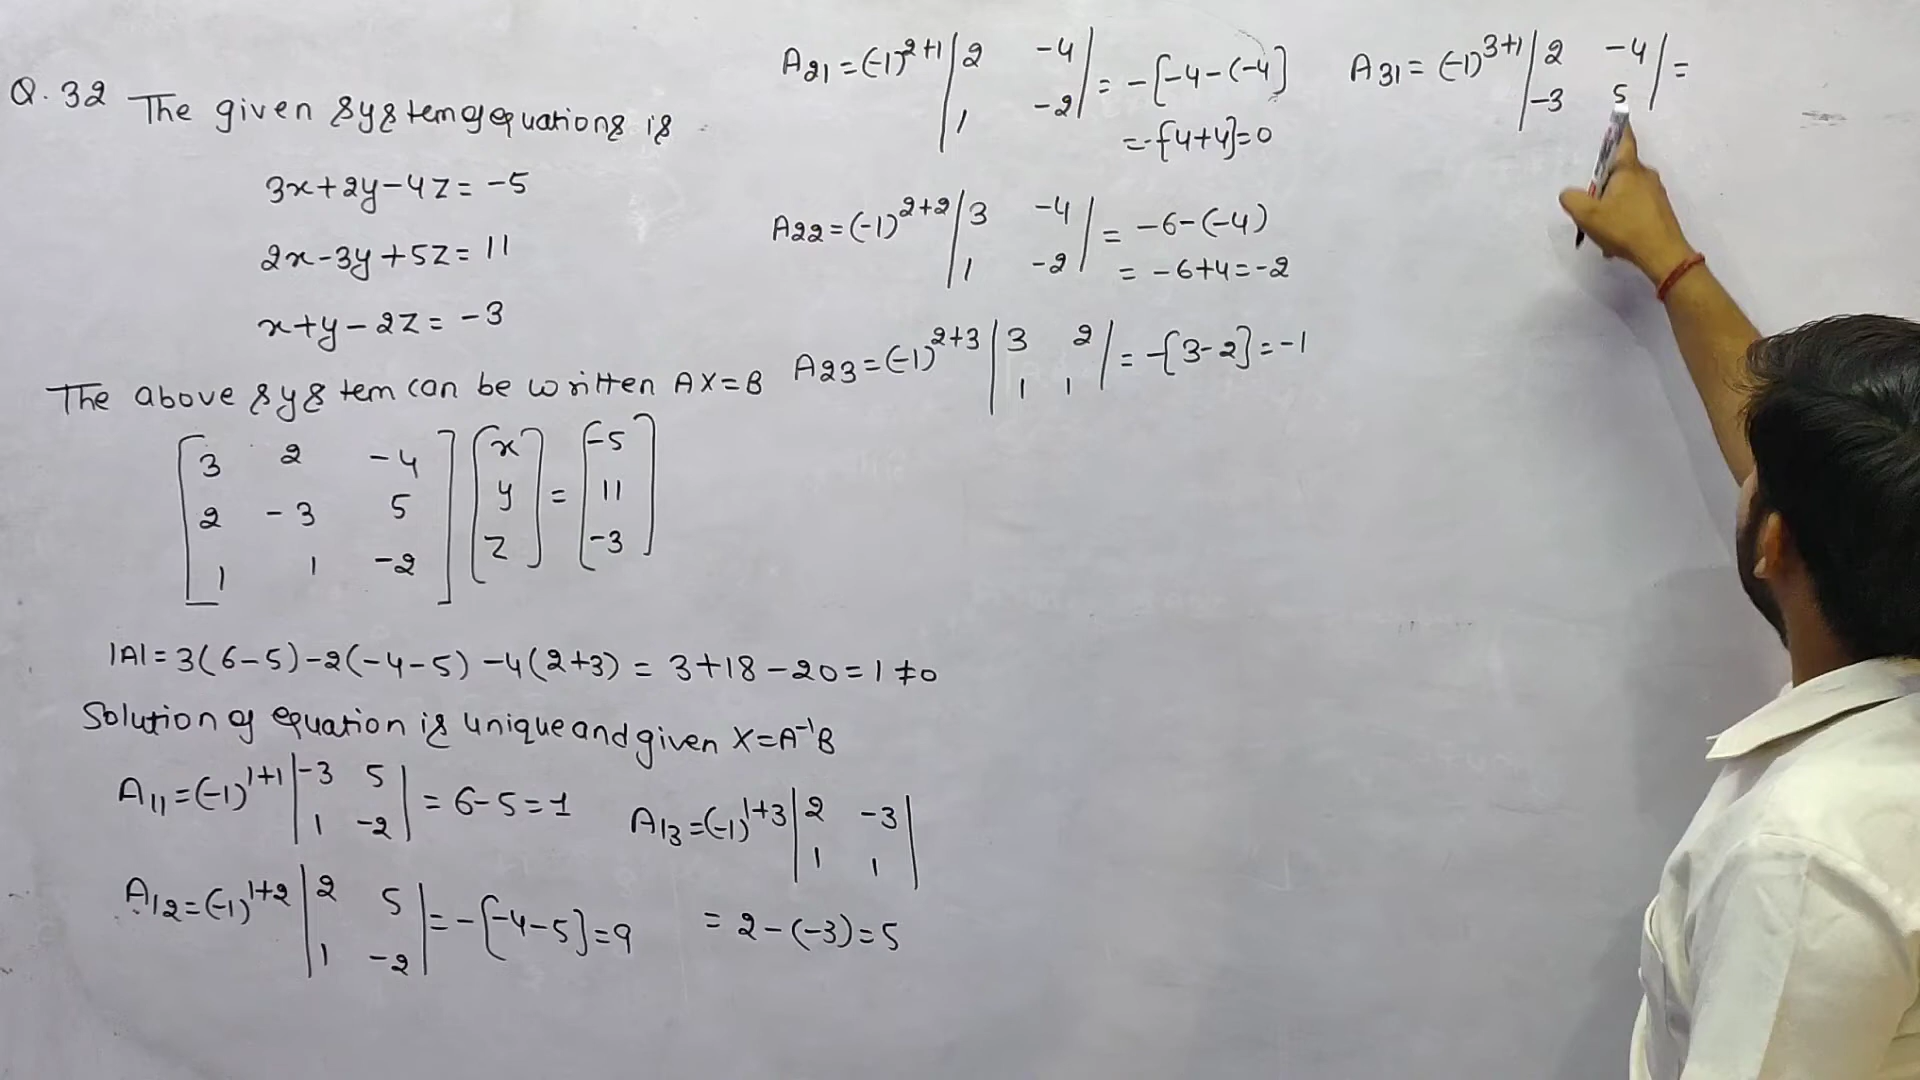 Q. 32 The given system of equations is
3x+2y-4z=-5
2x-3y+5z=11
x+y-2z=-3
The above system can be written AX=B
[3 2 -4] [x] = [-5]
[2 -3 5] [y] [11]
[1 1 -2] [z] [-3]
|A|=3(6-5)-2(-4-5)-4(2+3)=3+18-20=1≠0
Solution of equation is unique and given X=A⁻¹B
A11=(-1)^1+1 |-3 5| = 6-5=1
|1 -2|
A12=(-1)^1+2 |2 5| =-[-4-5]=9
|1 -2|
A13=(-1)^1+3 |2 -3|
|1 1|
=2-(-3)=5
A21=(-1)^2+1 |2 -4| = -[-4-(-4]
|1 -2|
=-[4+4]=0
A22=(-1)^2+2 |3 -4| = -6-(-4)
|1 -2|
= -6+4=-2
A23=(-1)^2+3 |3 2| = -[3-2]=-1
|1 1|
A31=(-1)^3+1 |2 -4| =
|-3 5|